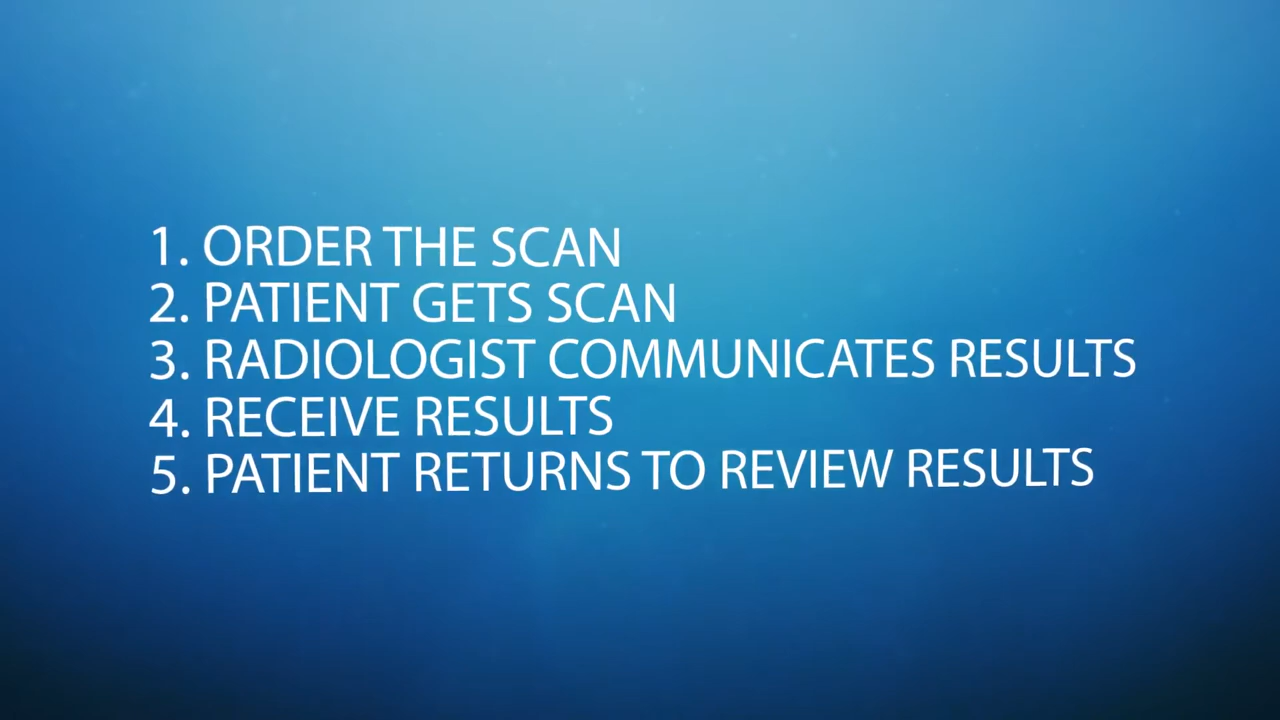 1. ORDER THE SCAN
2. PATIENT GETS SCAN
3. RADIOLOGIST COMMUNICATES RESULTS
4. RECEIVE RESULTS
5. PATIENT RETURNS TO REVIEW RESULTS